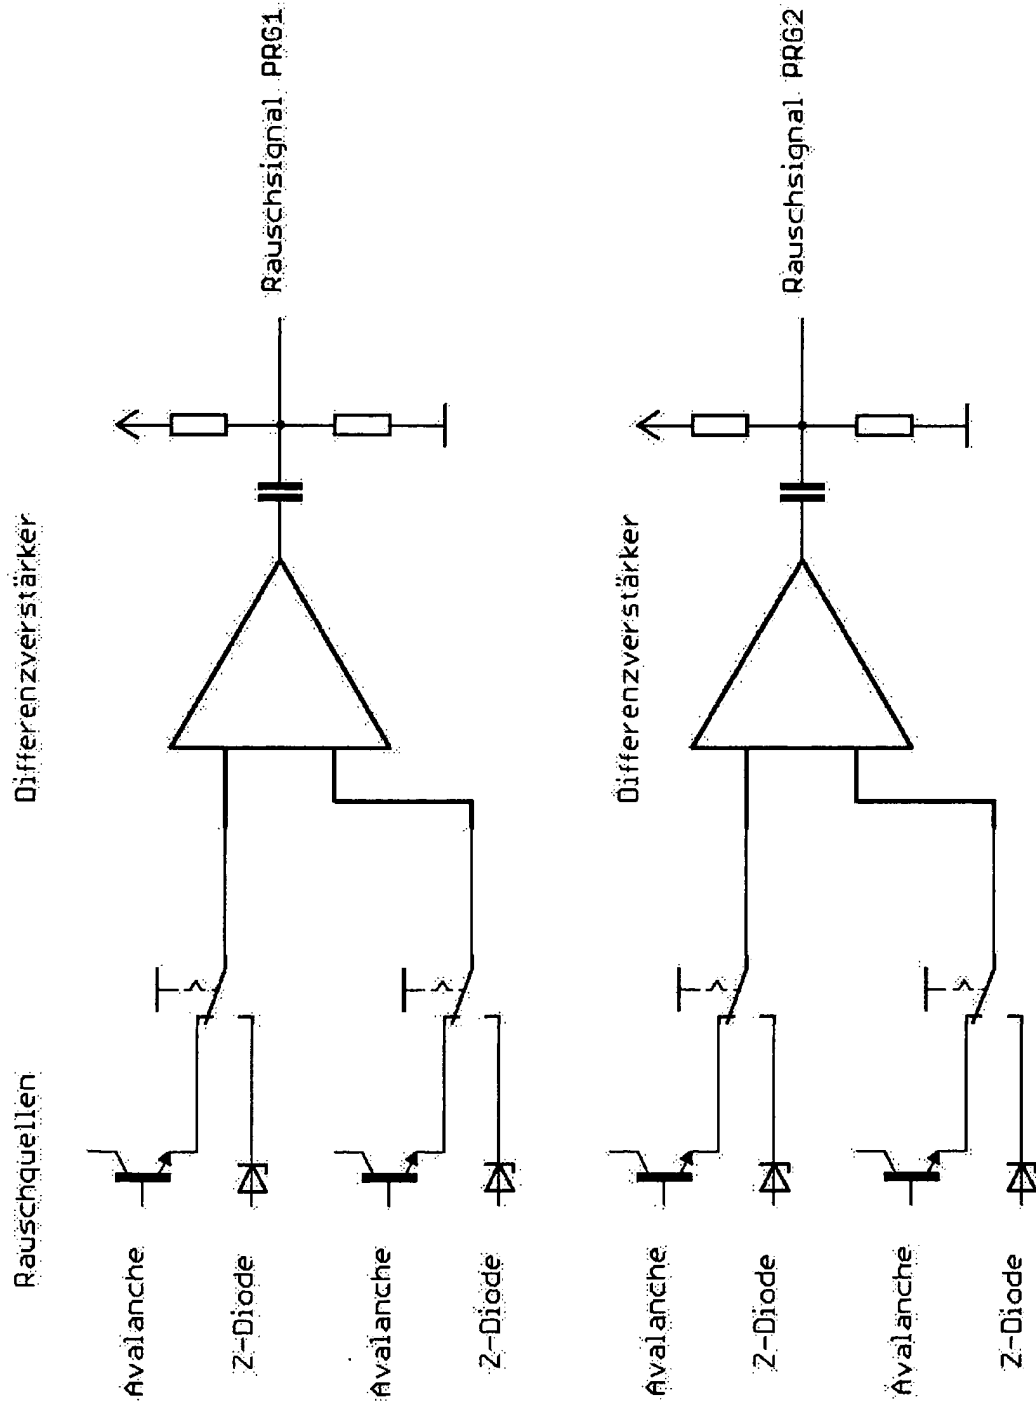 Rauschquellen
Differenzverstärker
Avalanche
Z-Diode
Rauschsignal PRG1
Avalanche
Z-Diode
Differenzverstärker
Avalanche
Z-Diode
Rauschsignal PRG2
Avalanche
Z-Diode